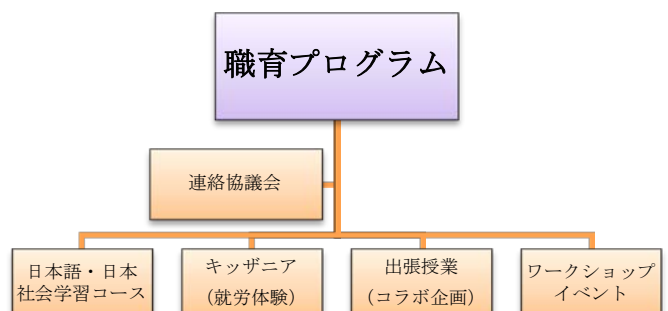 職育プログラム
連絡協議会
日本語・日本
社会学習コース
キッザニア
（就労体験）
出張授業
（コラボ企画）
ワークショップ
イベント